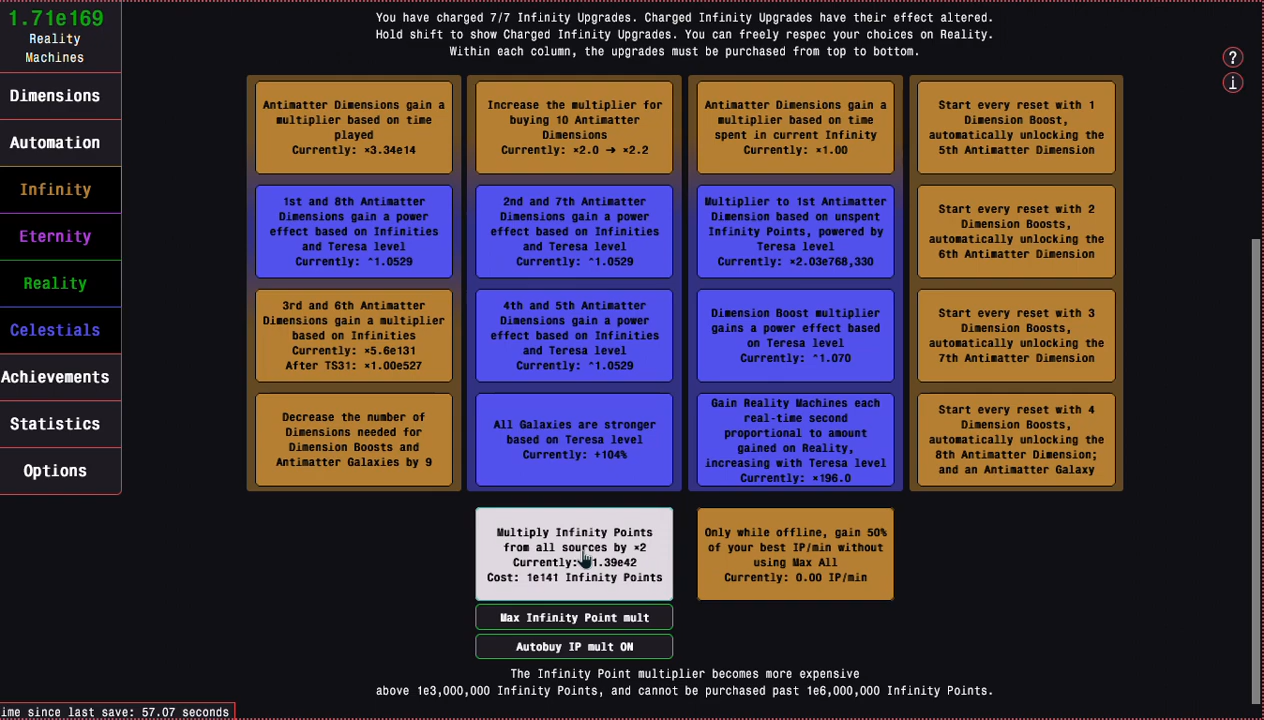 1.71e169
Reality
Machines
Dimensions
Automation
Infinity
Eternity
Reality
Celestials
Achievements
Statistics
Options
You have charged 7/7 Infinity Upgrades. Charged Infinity Upgrades have their effect altered.
Hold shift to show Charged Infinity Upgrades. You can freely respec your choices on Reality.
Within each column, the upgrades must be purchased from top to bottom.
?
i
Antimatter Dimensions gain a
multiplier based on time
played
Currently: ×3.34e14
Increase the multiplier for
buying 10 Antimatter
Dimensions
Currently: ×2.0 → ×2.2
Antimatter Dimensions gain a
multiplier based on time
spent in current Infinity
Currently: ×1.00
Start every reset with 1
Dimension Boost,
automatically unlocking the
5th Antimatter Dimension
1st and 8th Antimatter
Dimensions gain a power
effect based on Infinities
and Teresa level
Currently: ^1.0529
2nd and 7th Antimatter
Dimensions gain a power
effect based on Infinities
and Teresa level
Currently: ^1.0529
Multiplier to 1st Antimatter
Dimension based on unspent
Infinity Points, powered by
Teresa level
Currently: ×2.03e768,330
Start every reset with 2
Dimension Boosts,
automatically unlocking the
6th Antimatter Dimension
3rd and 6th Antimatter
Dimensions gain a multiplier
based on Infinities
Currently: ×5.6e131
After TS31: ×1.00e527
4th and 5th Antimatter
Dimensions gain a power
effect based on Infinities
and Teresa level
Currently: ^1.0529
Dimension Boost multiplier
gains a power effect based
on Teresa level
Currently: ^1.070
Start every reset with 3
Dimension Boosts,
automatically unlocking the
7th Antimatter Dimension
Decrease the number of
Dimensions needed for
Dimension Boosts and
Antimatter Galaxies by 9
All Galaxies are stronger
based on Teresa level
Currently: +104%
Gain Reality Machines each
real-time second
proportional to amount
gained on Reality,
increasing with Teresa level
Currently: ×196.0
Start every reset with 4
Dimension Boosts,
automatically unlocking the
8th Antimatter Dimension;
and an Antimatter Galaxy
Multiply Infinity Points
from all sources by ×2
Currently: 1.39e42
Cost: 1e141 Infinity Points
Only while offline, gain 50%
of your best IP/min without
using Max All
Currently: 0.00 IP/min
Max Infinity Point mult
Autobuy IP mult ON
The Infinity Point multiplier becomes more expensive
above 1e3,000,000 Infinity Points, and cannot be purchased past 1e6,000,000 Infinity Points.
ime since last save: 57.07 seconds